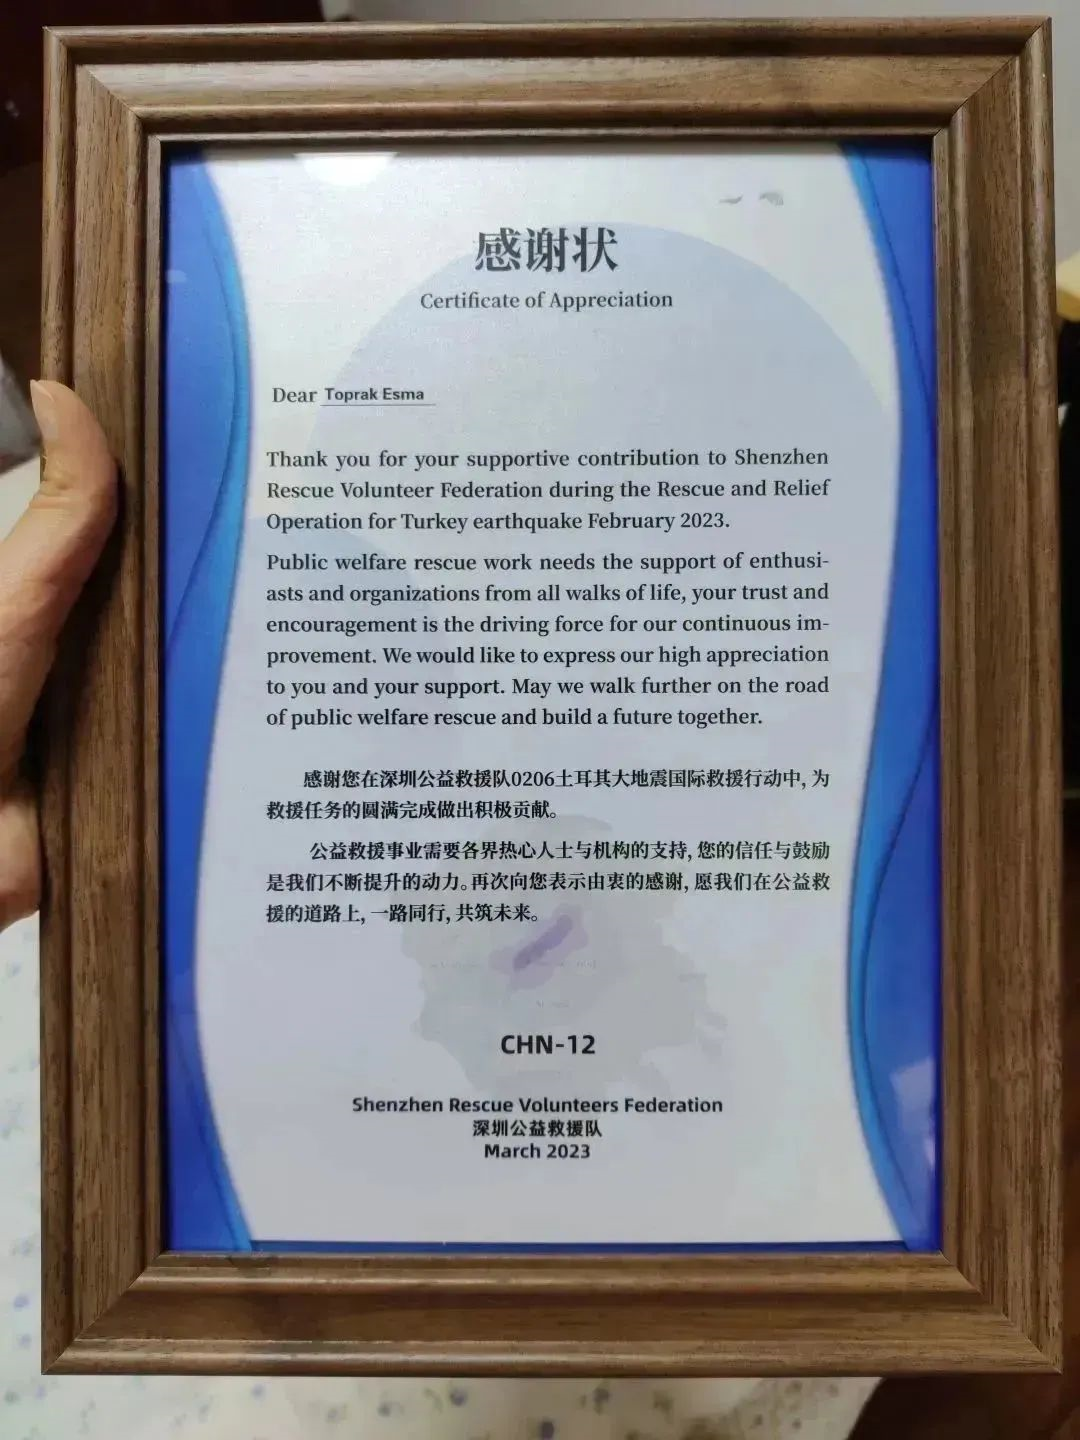 感谢状
Certificate of Appreciation
Dear Toprak Esma
Thank you for your supportive contribution to Shenzhen
Rescue Volunteer Federation during the Rescue and Relief
Operation for Turkey earthquake February 2023.
Public welfare rescue work needs the support of enthusi-
asts and organizations from all walks of life, your trust and
encouragement is the driving force for our continuous im-
provement. We would like to express our high appreciation
to you and your support. May we walk further on the road
of public welfare rescue and build a future together.
感谢您在深圳公益救援队0206土耳其大地震国际救援行动中, 为
救援任务的圆满完成做出积极贡献。
公益救援事业需要各界热心人士与机构的支持, 您的信任与鼓励
是我们不断提升的动力。再次向您表示由衷的感谢, 愿我们在公益救
援的道路上, 一路同行, 共筑未来。
CHN-12
Shenzhen Rescue Volunteers Federation
深圳公益救援队
March 2023